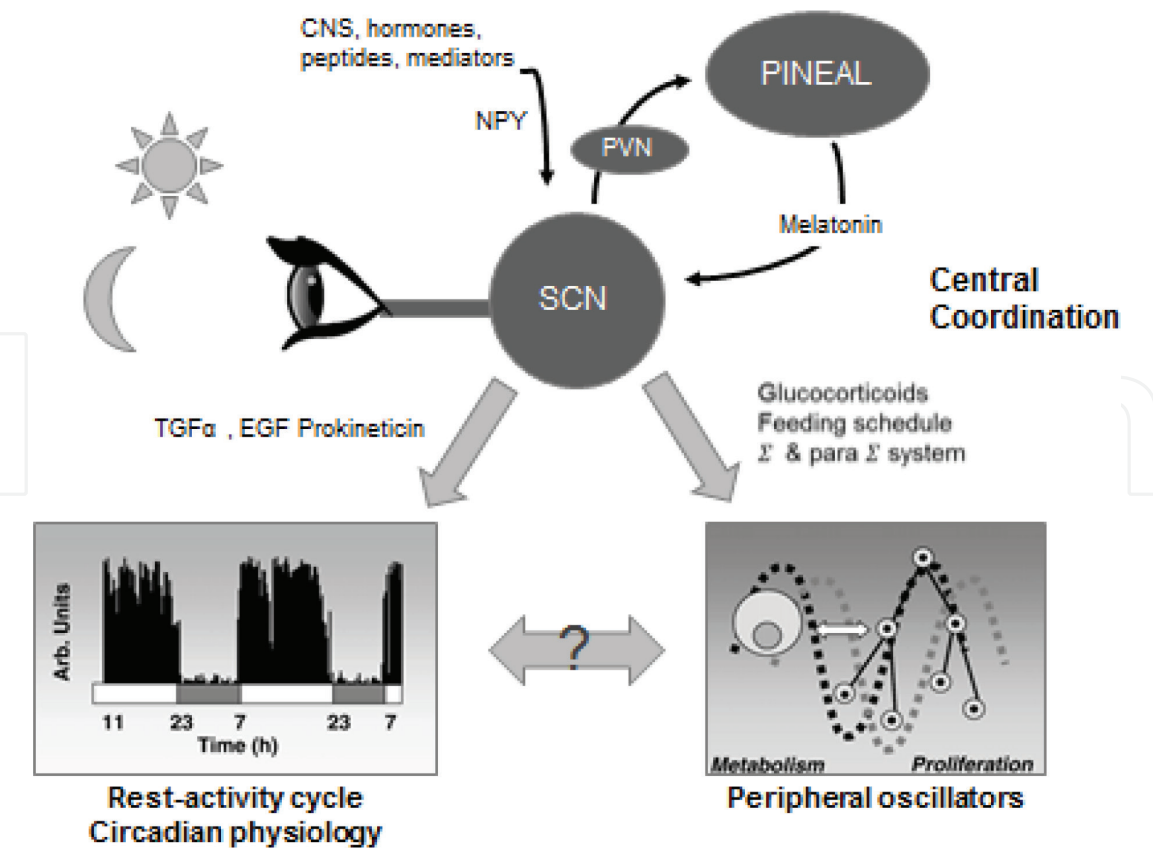 CNS, hormones,
peptides, mediators
NPY
PVN
PINEAL
Melatonin
SCN
Central
Coordination
TGFα , EGF Prokineticin
Glucocorticoids
Feeding schedule
Σ & para Σ system
Arb. Units
11 23 7 23 7
Time (h)
?
Metabolism Proliferation
Rest-activity cycle
Circadian physiology
Peripheral oscillators